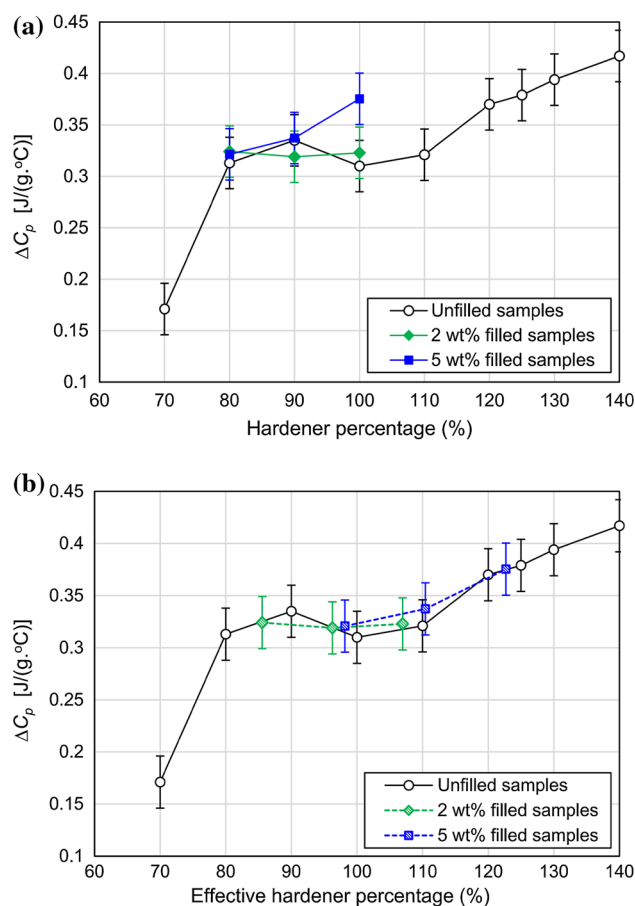 (a)
0.45
0.4
0.35
0.3
0.25
0.2
0.15
0.1
ΔCp [J/(g.°C)]
Unfilled samples
2 wt% filled samples
5 wt% filled samples
60 70 80 90 100 110 120 130 140
Hardener percentage (%)
(b)
0.45
0.4
0.35
0.3
0.25
0.2
0.15
0.1
ΔCp [J/(g.°C)]
Unfilled samples
2 wt% filled samples
5 wt% filled samples
60 70 80 90 100 110 120 130 140
Effective hardener percentage (%)